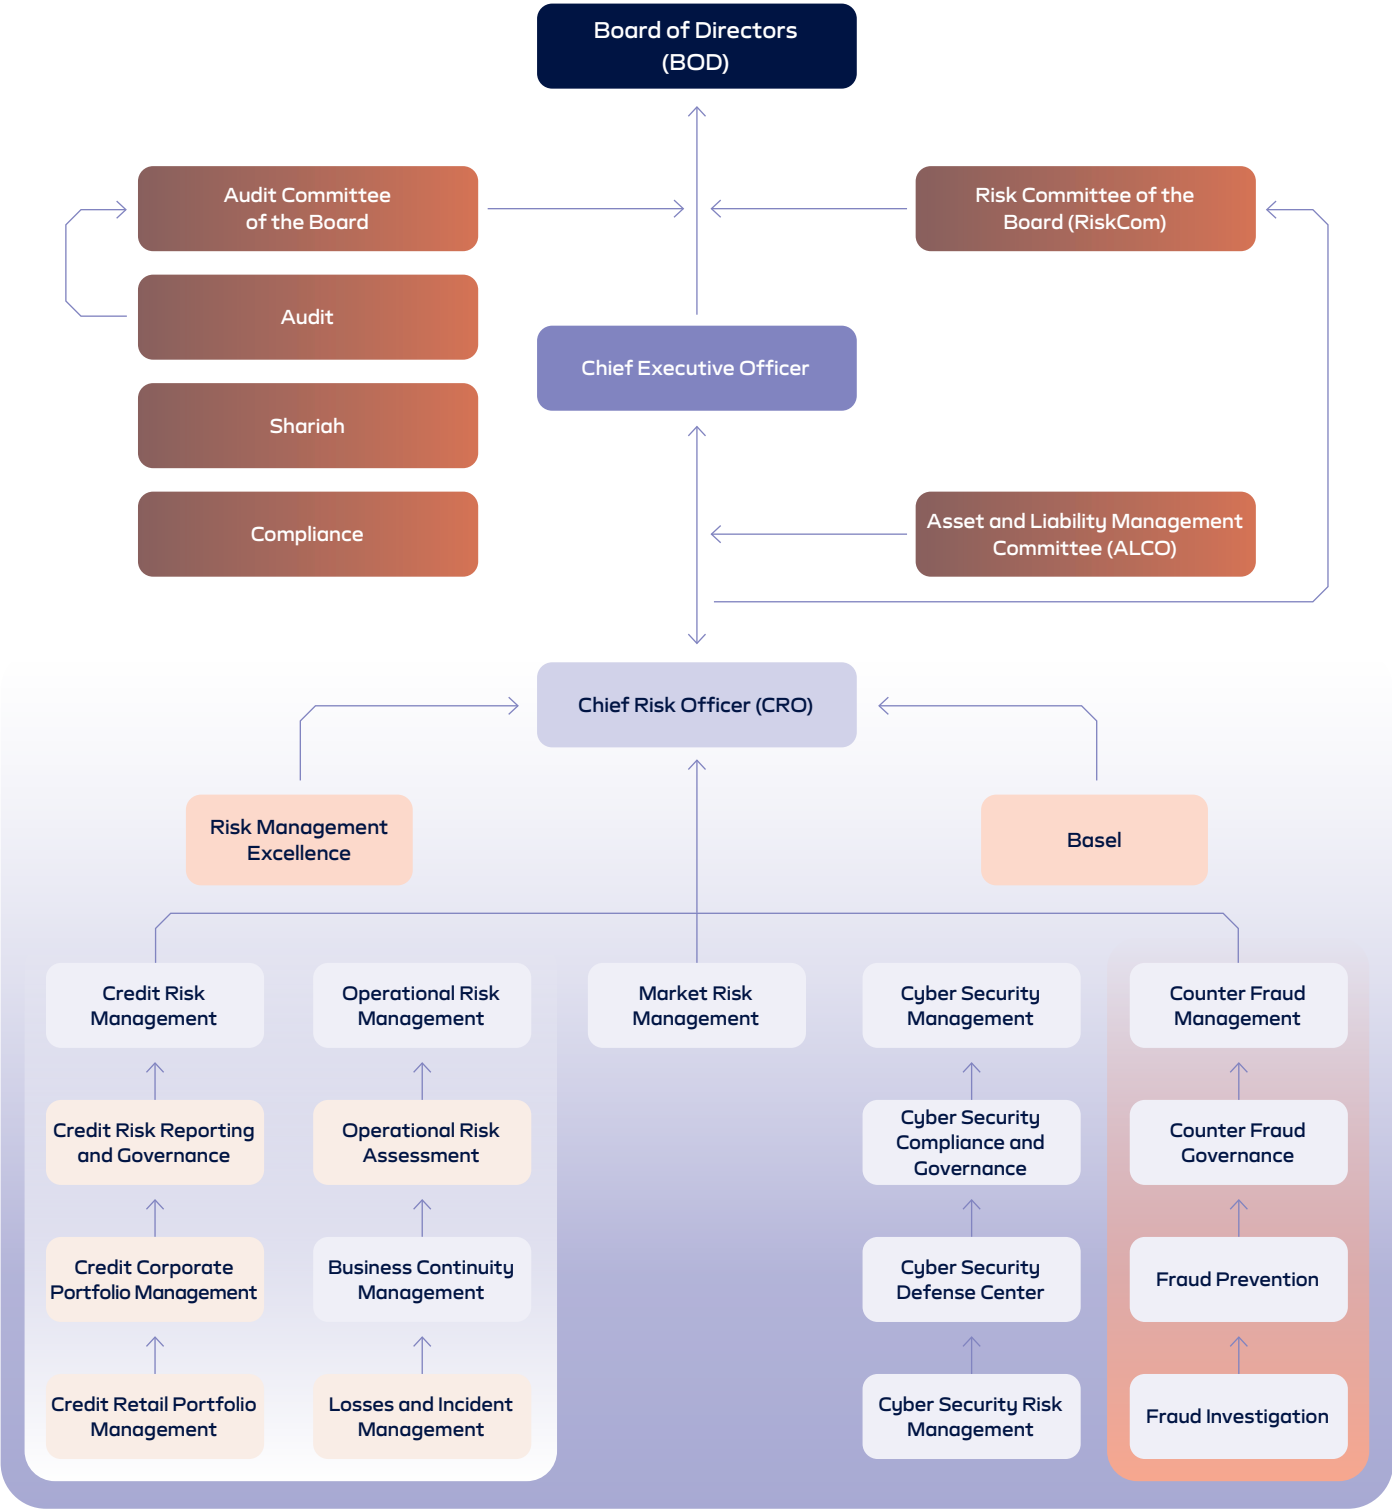 Board of Directors
(BOD)
Audit Committee
of the Board
Risk Committee of the
Board (RiskCom)
Audit
Chief Executive Officer
Shariah
Compliance
Asset and Liability Management
Committee (ALCO)
Chief Risk Officer (CRO)
Risk Management
Excellence
Basel
Credit Risk
Management
Operational Risk
Management
Market Risk
Management
Cyber Security
Management
Counter Fraud
Management
Credit Risk Reporting
and Governance
Operational Risk
Assessment
Cyber Security
Compliance and
Governance
Counter Fraud
Governance
Credit Corporate
Portfolio Management
Business Continuity
Management
Cyber Security
Defense Center
Fraud Prevention
Credit Retail Portfolio
Management
Losses and Incident
Management
Cyber Security Risk
Management
Fraud Investigation